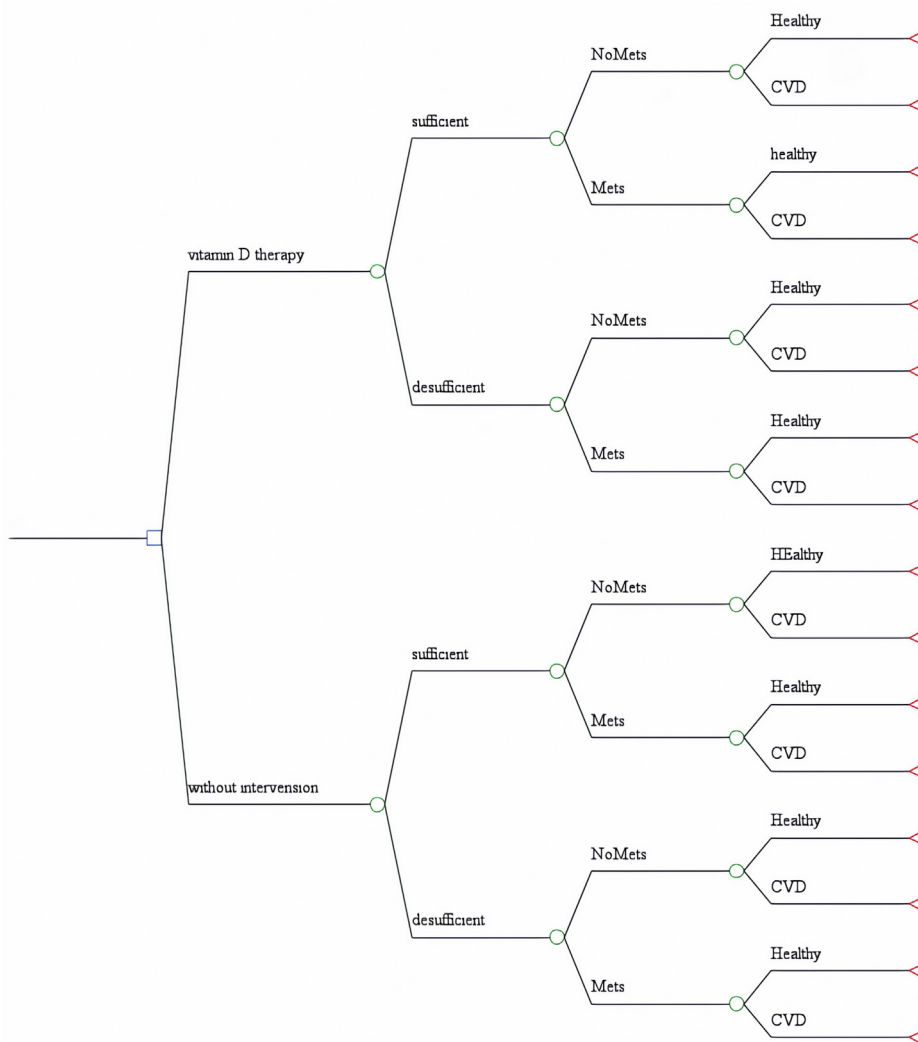 Healthy
NoMets
CVD
sufficient
healthy
Mets
CVD
vitamin D therapy
Healthy
NoMets
CVD
desufficient
Healthy
Mets
CVD
HEalthy
NoMets
CVD
sufficient
Healthy
Mets
CVD
without intervension
Healthy
NoMets
CVD
desufficient
Healthy
Mets
CVD